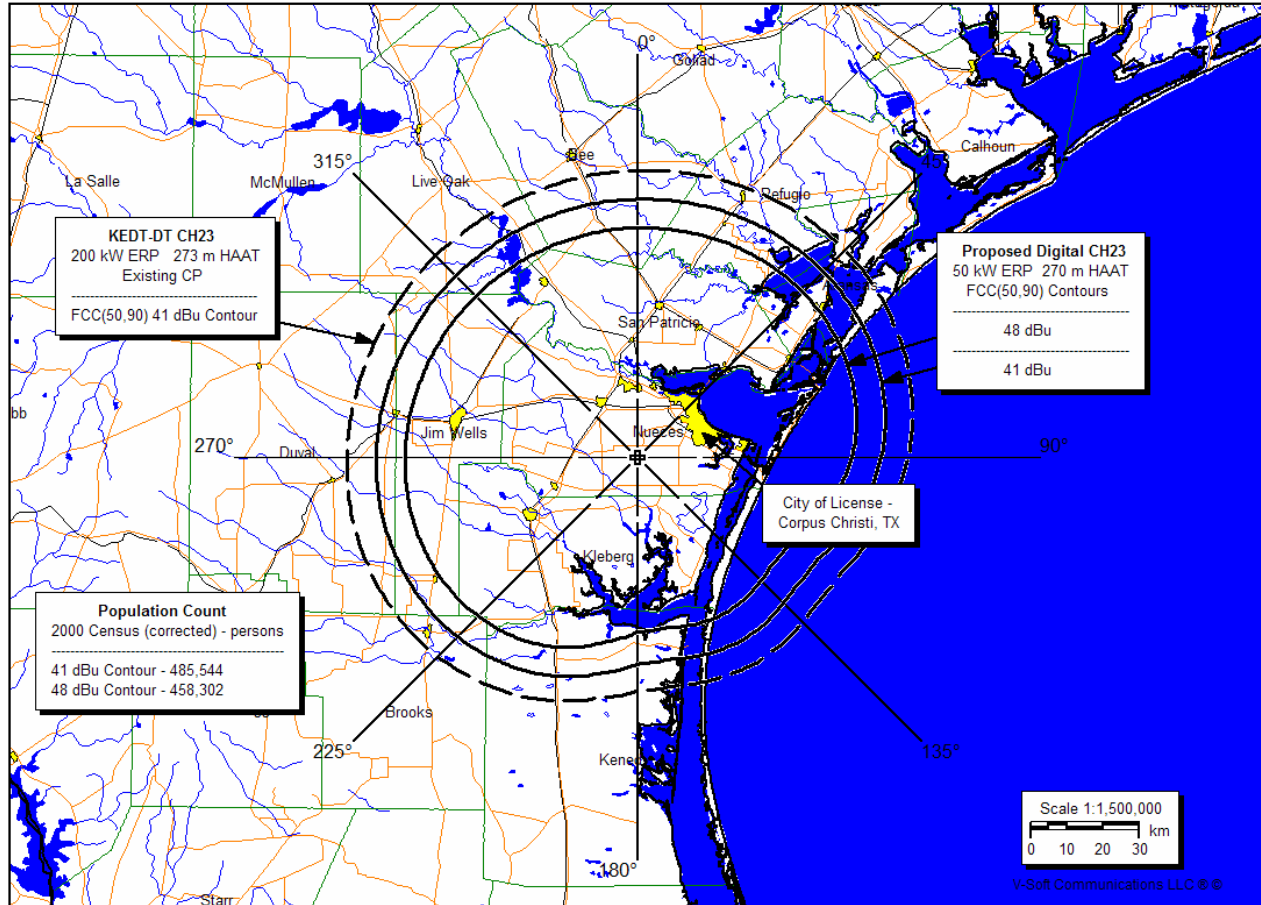 0°
Goliad
Calhoun
Bee
315°
45°
La Salle
McMullen
Live Oak
Refugio
KEDT-DT CH23
200 kW ERP 273 m HAAT
Existing CP
----------------------------------
FCC(50,90) 41 dBu Contour
Proposed Digital CH23
50 kW ERP 270 m HAAT
FCC(50,90) Contours
--------------------------------
48 dBu
--------------------------------
41 dBu
San Patricio
bb
Jim Wells
Nueces
270°
Duval
90°
City of License -
Corpus Christi, TX
Kleberg
Population Count
2000 Census (corrected) - persons
------------------------------------------
41 dBu Contour - 485,544
48 dBu Contour - 458,302
Brooks
225°
135°
Scale 1:1,500,000
km
0 10 20 30
180°
V-Soft Communications LLC ® ©
Starr